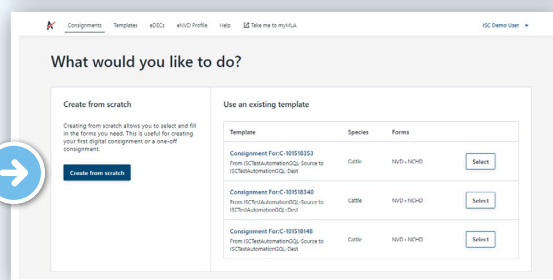 Consignments Templates eDECs eNVD Profile Help Take me to myMLA ISC Demo User
What would you like to do?
Create from scratch
Creating from scratch allows you to select and fill
in the forms you need. This is useful for creating
your first digital consignment or a one-off
consignment.
Create from scratch
Use an existing template
Template Species Forms
Consignment For:C-101518353
From ISCTestAutomationGQL-Source to
ISCTestAutomationGQL-Dest
Cattle NVD • NCHD Select
Consignment For:C-101518340
From ISCTestAutomationGQL-Source to
ISCTestAutomationGQL-Dest
Cattle NVD • NCHD Select
Consignment For:C-101518148
From ISCTestAutomationGQL-Source to
ISCTestAutomationGQL-Dest
Cattle NVD • NCHD Select